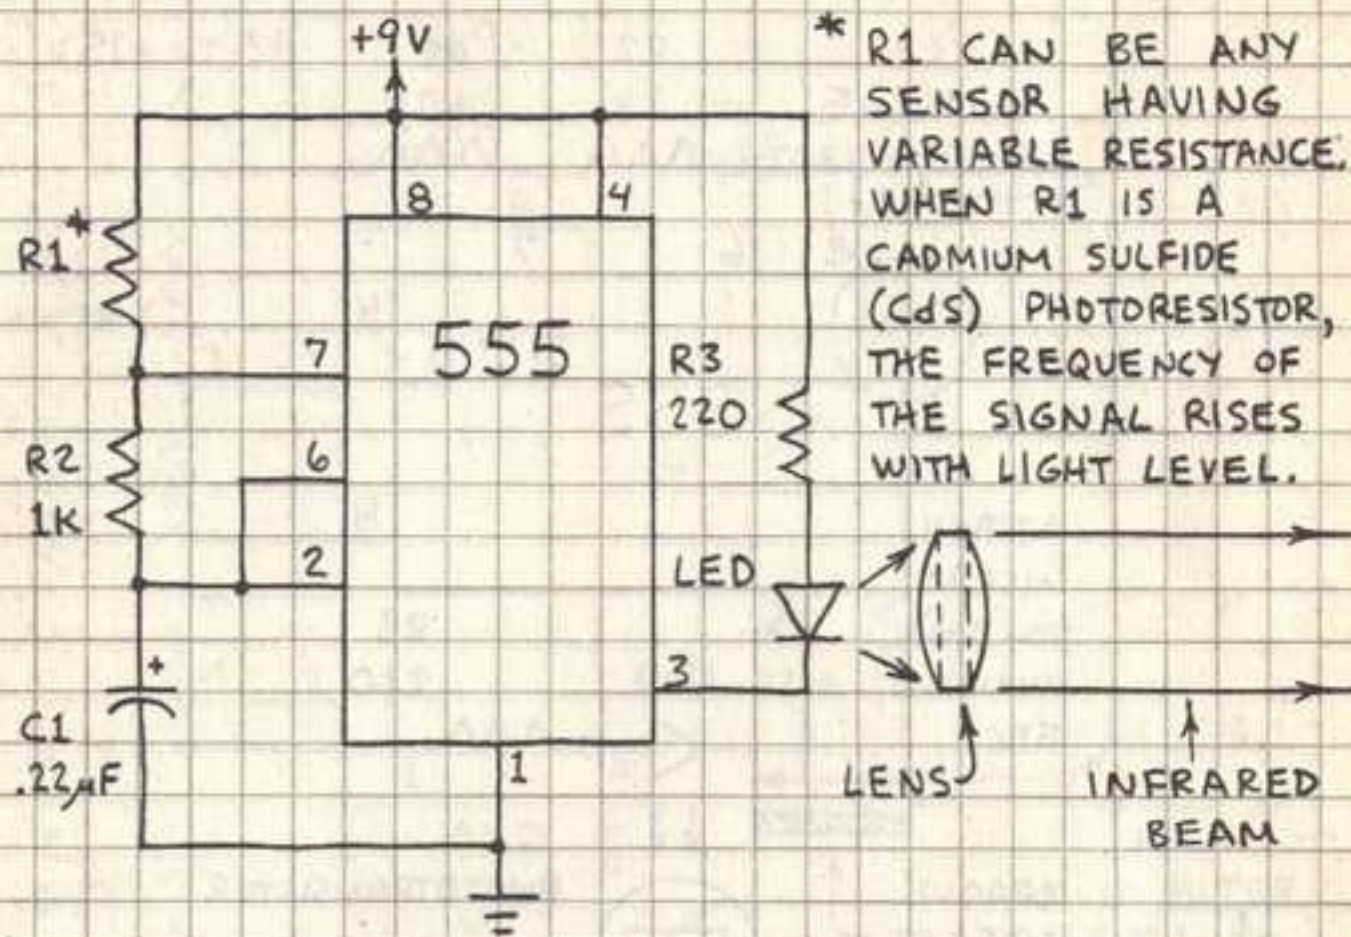 +9V
* R1 CAN BE ANY
SENSOR HAVING
VARIABLE RESISTANCE.
WHEN R1 IS A
CADMIUM SULFIDE
(CdS) PHOTORESISTOR,
THE FREQUENCY OF
THE SIGNAL RISES
WITH LIGHT LEVEL.
8
4
R1*
7
555
R3
220
R2
1K
6
2
LED
3
+
C1
.22µF
1
LENS
INFRARED
BEAM